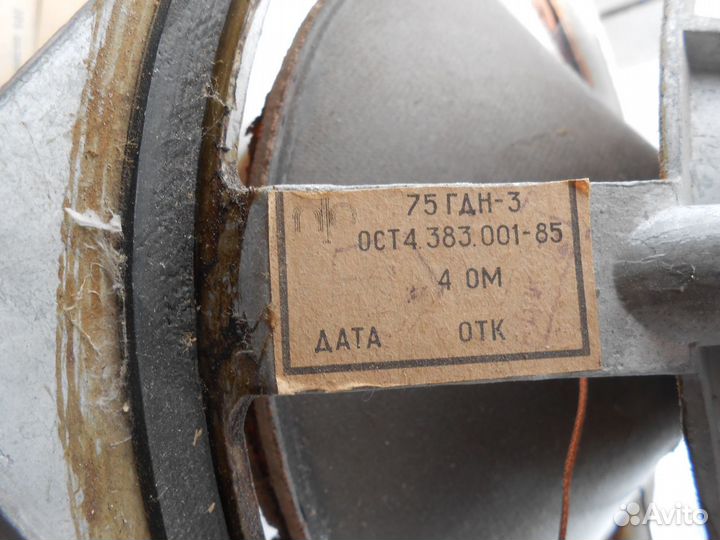 75 ГДН-3
ОСТ4.383.001-85
4 ОМ
ДАТА ОТК
Avito